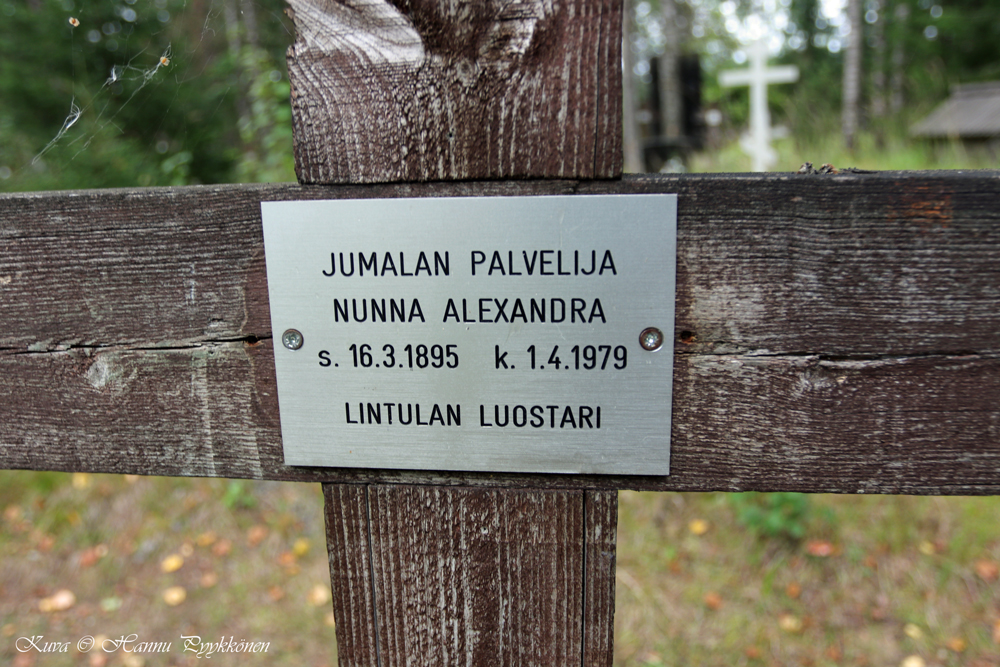 JUMALAN PALVELIJA
NUNNA ALEXANDRA
s. 16.3.1895 k. 1.4.1979
LINTULAN LUOSTARI
Kuva © Hannu Pyykkönen